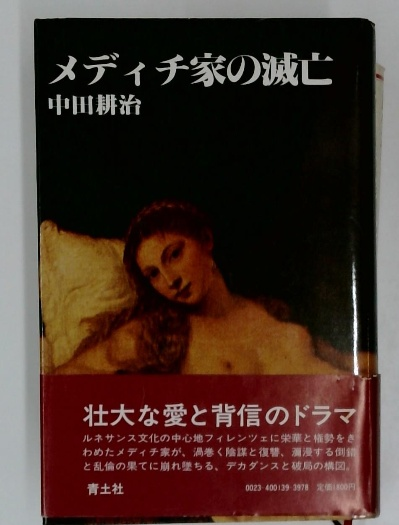 メディチ家の滅亡
中田耕治
壮大な愛と背信のドラマ
ルネサンス文化の中心地フィレンツェに栄華と権勢をき
わめたメディチ家が、渦巻く陰謀と復讐、瀰漫する倒錯
と乱倫の果てに崩れ墜ちる、デカダンスと破局の構図。
青土社
0023-400139-3978 定価1800円